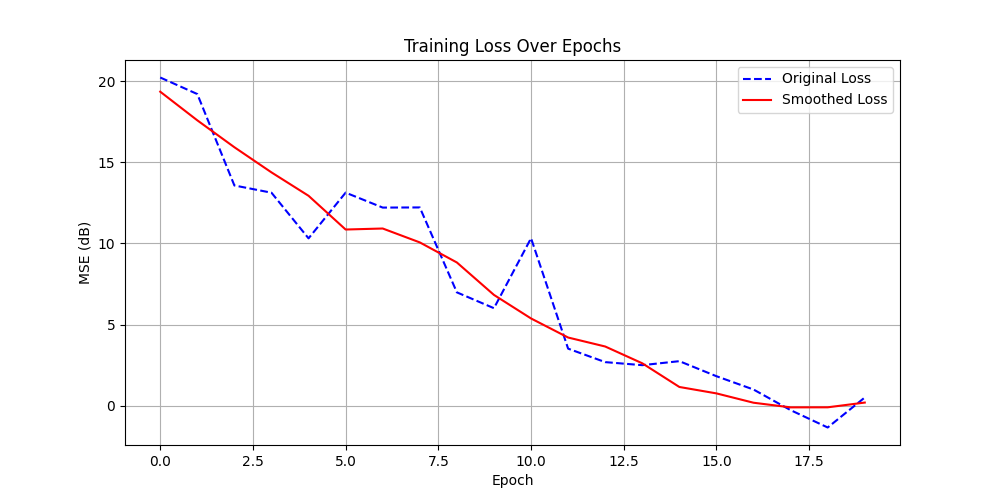 Training Loss Over Epochs
Original Loss
Smoothed Loss
20
15
10
5
0
MSE (dB)
0.0 2.5 5.0 7.5 10.0 12.5 15.0 17.5
Epoch